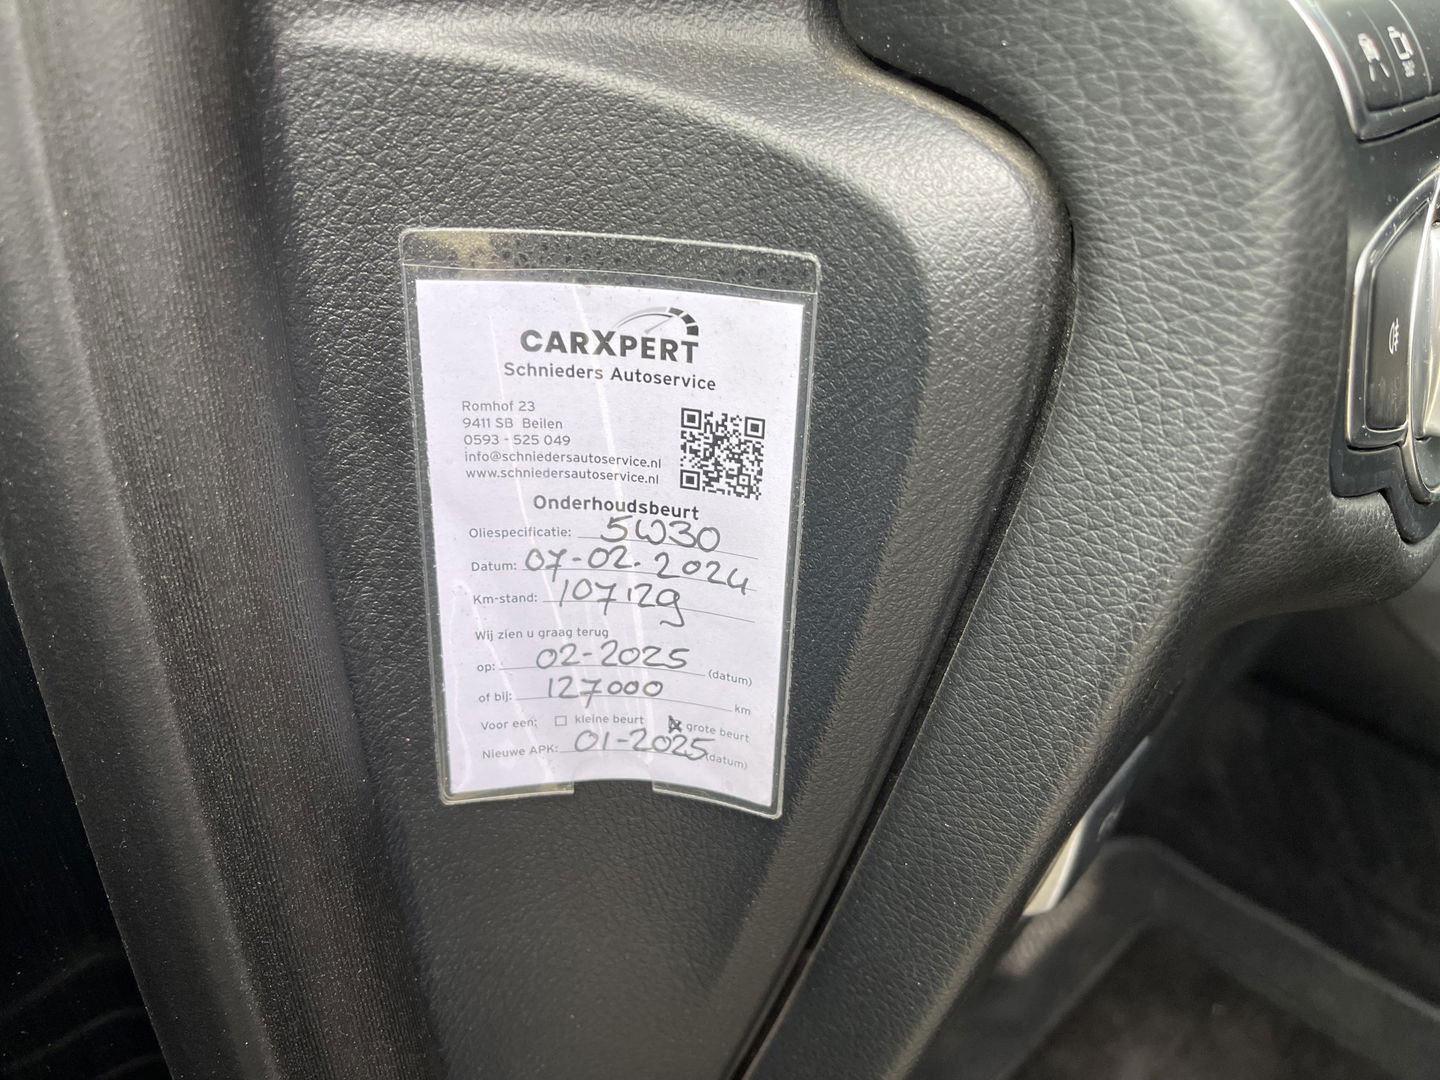 CARXPERT
Schnieders Autoservice
Romhof 23
9411 SB Beilen
0593 - 525 049
info@schniedersautoservice.nl
www.schniedersautoservice.nl
Onderhoudsbeurt
Oliespecificatie: 5W30
Datum: 07-02-2024
Km-stand: 107129
Wij zien u graag terug
op: 02-2025 (datum)
of bij: 127000 km
Voor een: kleine beurt grote beurt
Nieuwe APK: 01-2025 (datum)